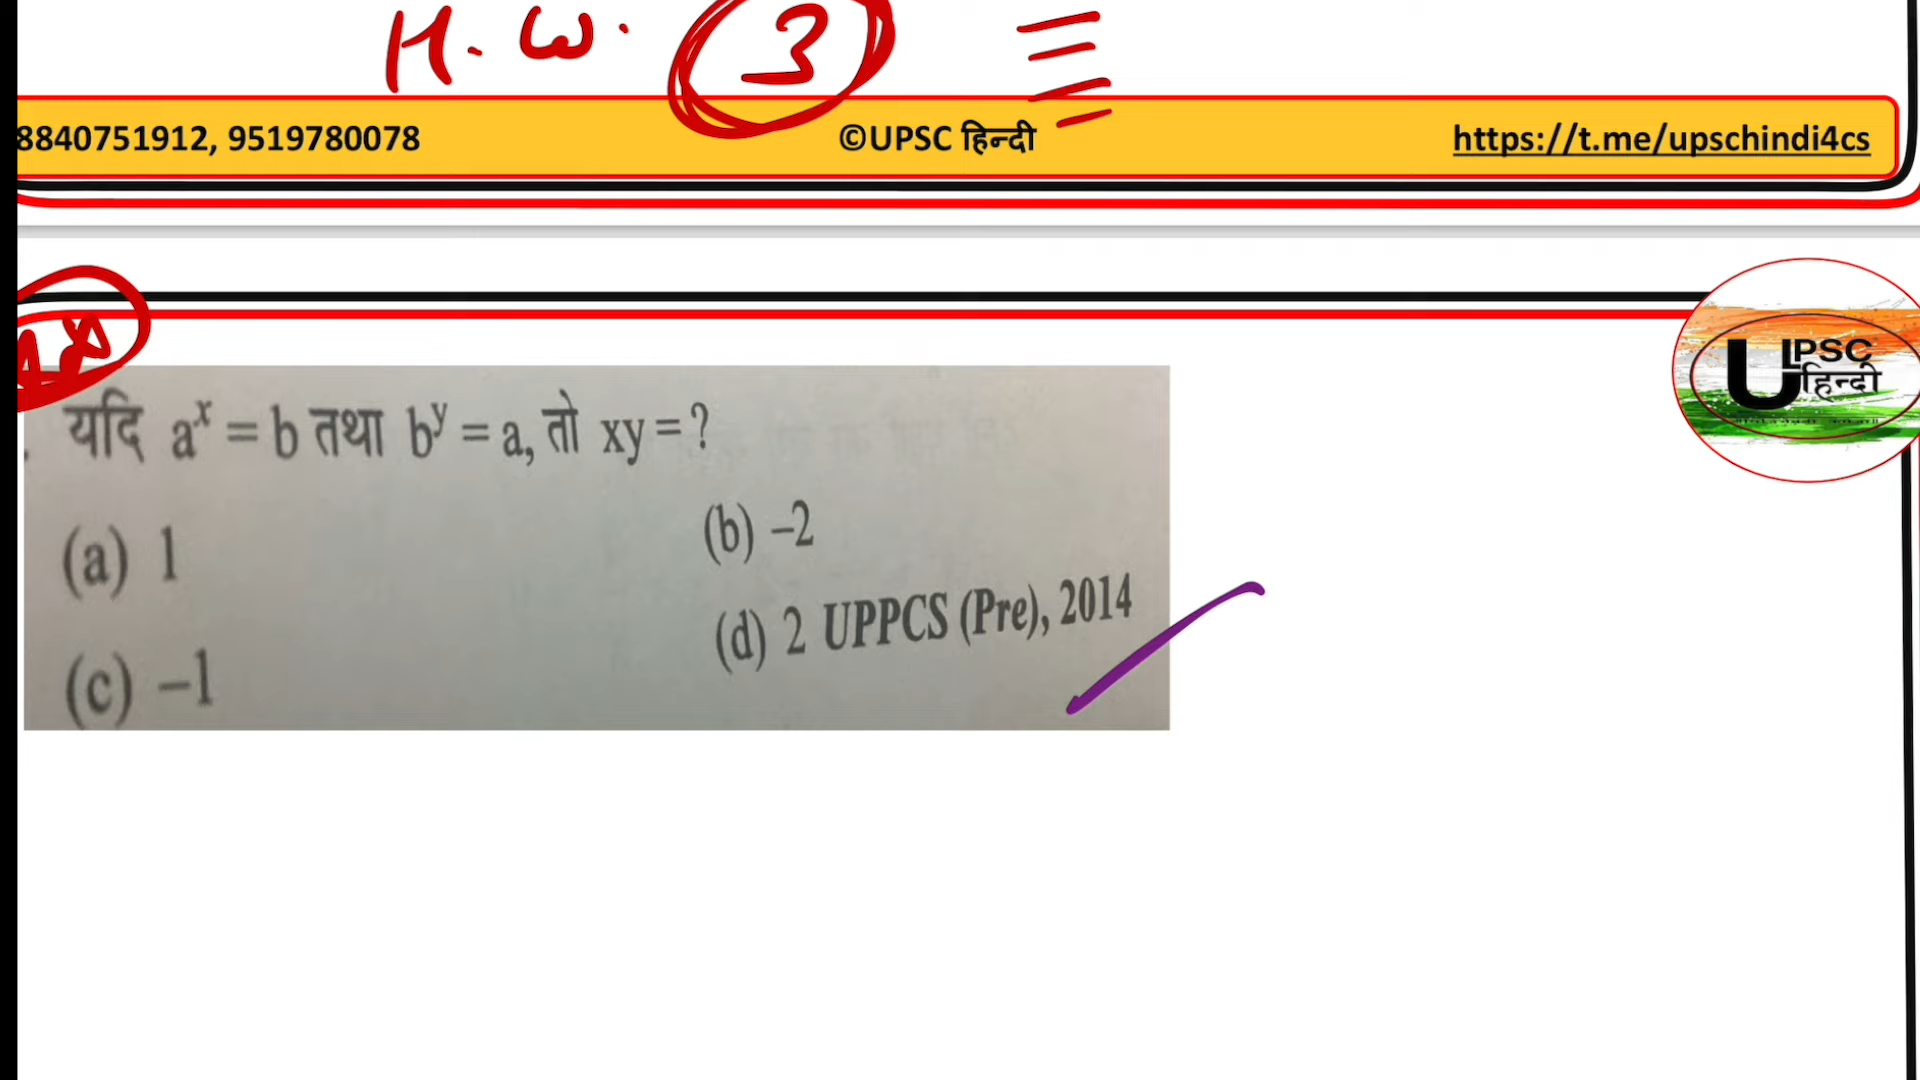 H.W. 3
8840751912, 9519780078 ©UPSC हिन्दी https://t.me/upschindi4cs
UPSC
हिन्दी
यदि aˣ = b तथा bʸ = a, तो xy = ?
(a) 1 (b) –2
(c) –1 (d) 2 UPPCS (Pre), 2014